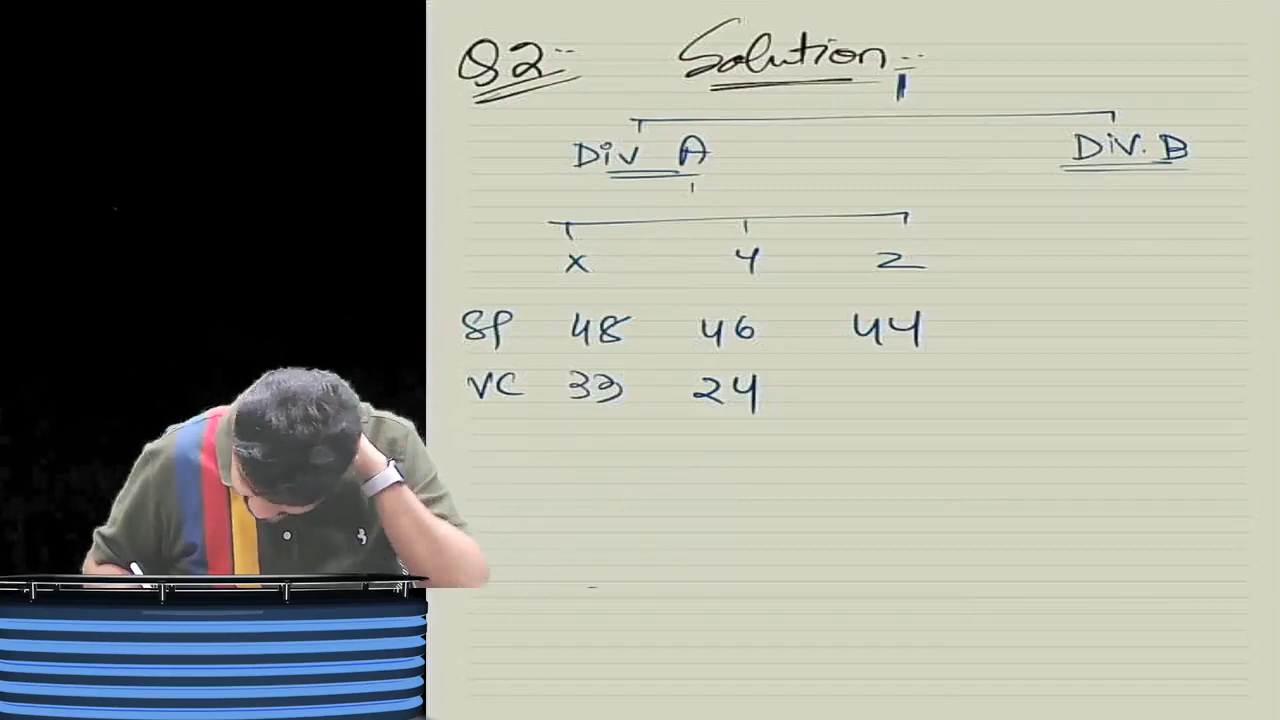 Q2:- Solution:-
Div A Div. B
x y z
SP 48 46 44
VC 33 24